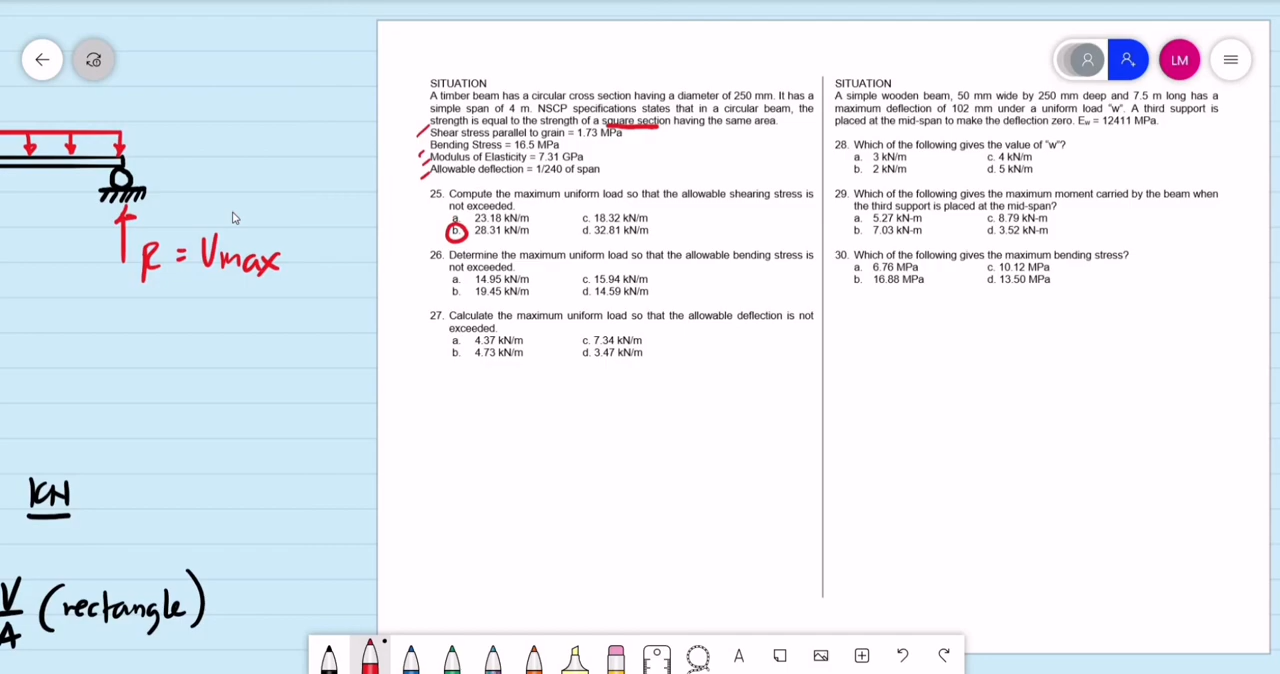 LM
R = Vmax
KN
V
A
(rectangle)
SITUATION
A timber beam has a circular cross section having a diameter of 250 mm. It has a
simple span of 4 m. NSCP specifications states that in a circular beam, the
strength is equal to the strength of a square section having the same area.
Shear stress parallel to grain = 1.73 MPa
Bending Stress = 16.5 MPa
Modulus of Elasticity = 7.31 GPa
Allowable deflection = 1/240 of span
25. Compute the maximum uniform load so that the allowable shearing stress is
not exceeded.
a. 23.18 kN/m c. 18.32 kN/m
b. 28.31 kN/m d. 32.81 kN/m
26. Determine the maximum uniform load so that the allowable bending stress is
not exceeded.
a. 14.95 kN/m c. 15.94 kN/m
b. 19.45 kN/m d. 14.59 kN/m
27. Calculate the maximum uniform load so that the allowable deflection is not
exceeded.
a. 4.37 kN/m c. 7.34 kN/m
b. 4.73 kN/m d. 3.47 kN/m
SITUATION
A simple wooden beam, 50 mm wide by 250 mm deep and 7.5 m long has a
maximum deflection of 102 mm under a uniform load "w". A third support is
placed at the mid-span to make the deflection zero. Ew = 12411 MPa.
28. Which of the following gives the value of "w"?
a. 3 kN/m c. 4 kN/m
b. 2 kN/m d. 5 kN/m
29. Which of the following gives the maximum moment carried by the beam when
the third support is placed at the mid-span?
a. 5.27 kN-m c. 8.79 kN-m
b. 7.03 kN-m d. 3.52 kN-m
30. Which of the following gives the maximum bending stress?
a. 6.76 MPa c. 10.12 MPa
b. 16.88 MPa d. 13.50 MPa
A